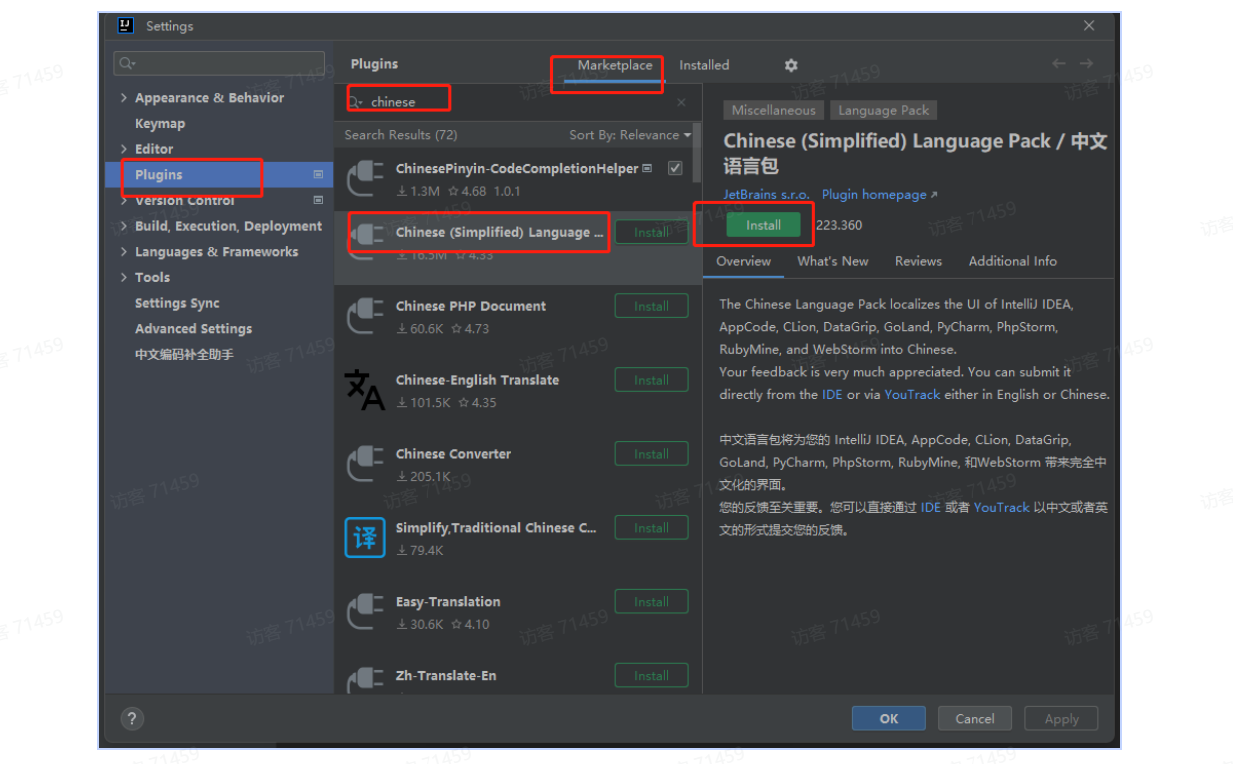 Settings
Plugins
Marketplace
Installed
Appearance & Behavior
Keymap
Editor
Plugins
Version Control
Build, Execution, Deployment
Languages & Frameworks
Tools
Settings Sync
Advanced Settings
中文编码补全助手
chinese
Search Results (72)
Sort By: Relevance
ChinesePinyin-CodeCompletionHelper
1.3M 4.68 1.0.1
Chinese (Simplified) Language ...
Install
16.5M 4.33
Chinese PHP Document
Install
60.6K 4.73
Chinese-English Translate
Install
101.5K 4.35
Chinese Converter
Install
205.1K
Simplify,Traditional Chinese C...
Install
79.4K
Easy-Translation
Install
30.6K 4.10
Zh-Translate-En
Install
Miscellaneous
Language Pack
Chinese (Simplified) Language Pack / 中文
语言包
JetBrains s.r.o. Plugin homepage
Install
223.360
Overview
What's New
Reviews
Additional Info
The Chinese Language Pack localizes the UI of IntelliJ IDEA,
AppCode, CLion, DataGrip, GoLand, PyCharm, PhpStorm,
RubyMine, and WebStorm into Chinese.
Your feedback is very much appreciated. You can submit it
directly from the IDE or via YouTrack either in English or Chinese.
中文语言包将为您的 IntelliJ IDEA, AppCode, CLion, DataGrip,
GoLand, PyCharm, PhpStorm, RubyMine, 和WebStorm 带来完全中
文化的界面。
您的反馈至关重要。您可以直接通过 IDE 或者 YouTrack 以中文或者英
文的形式提交您的反馈。
?
OK
Cancel
Apply
访客 71459